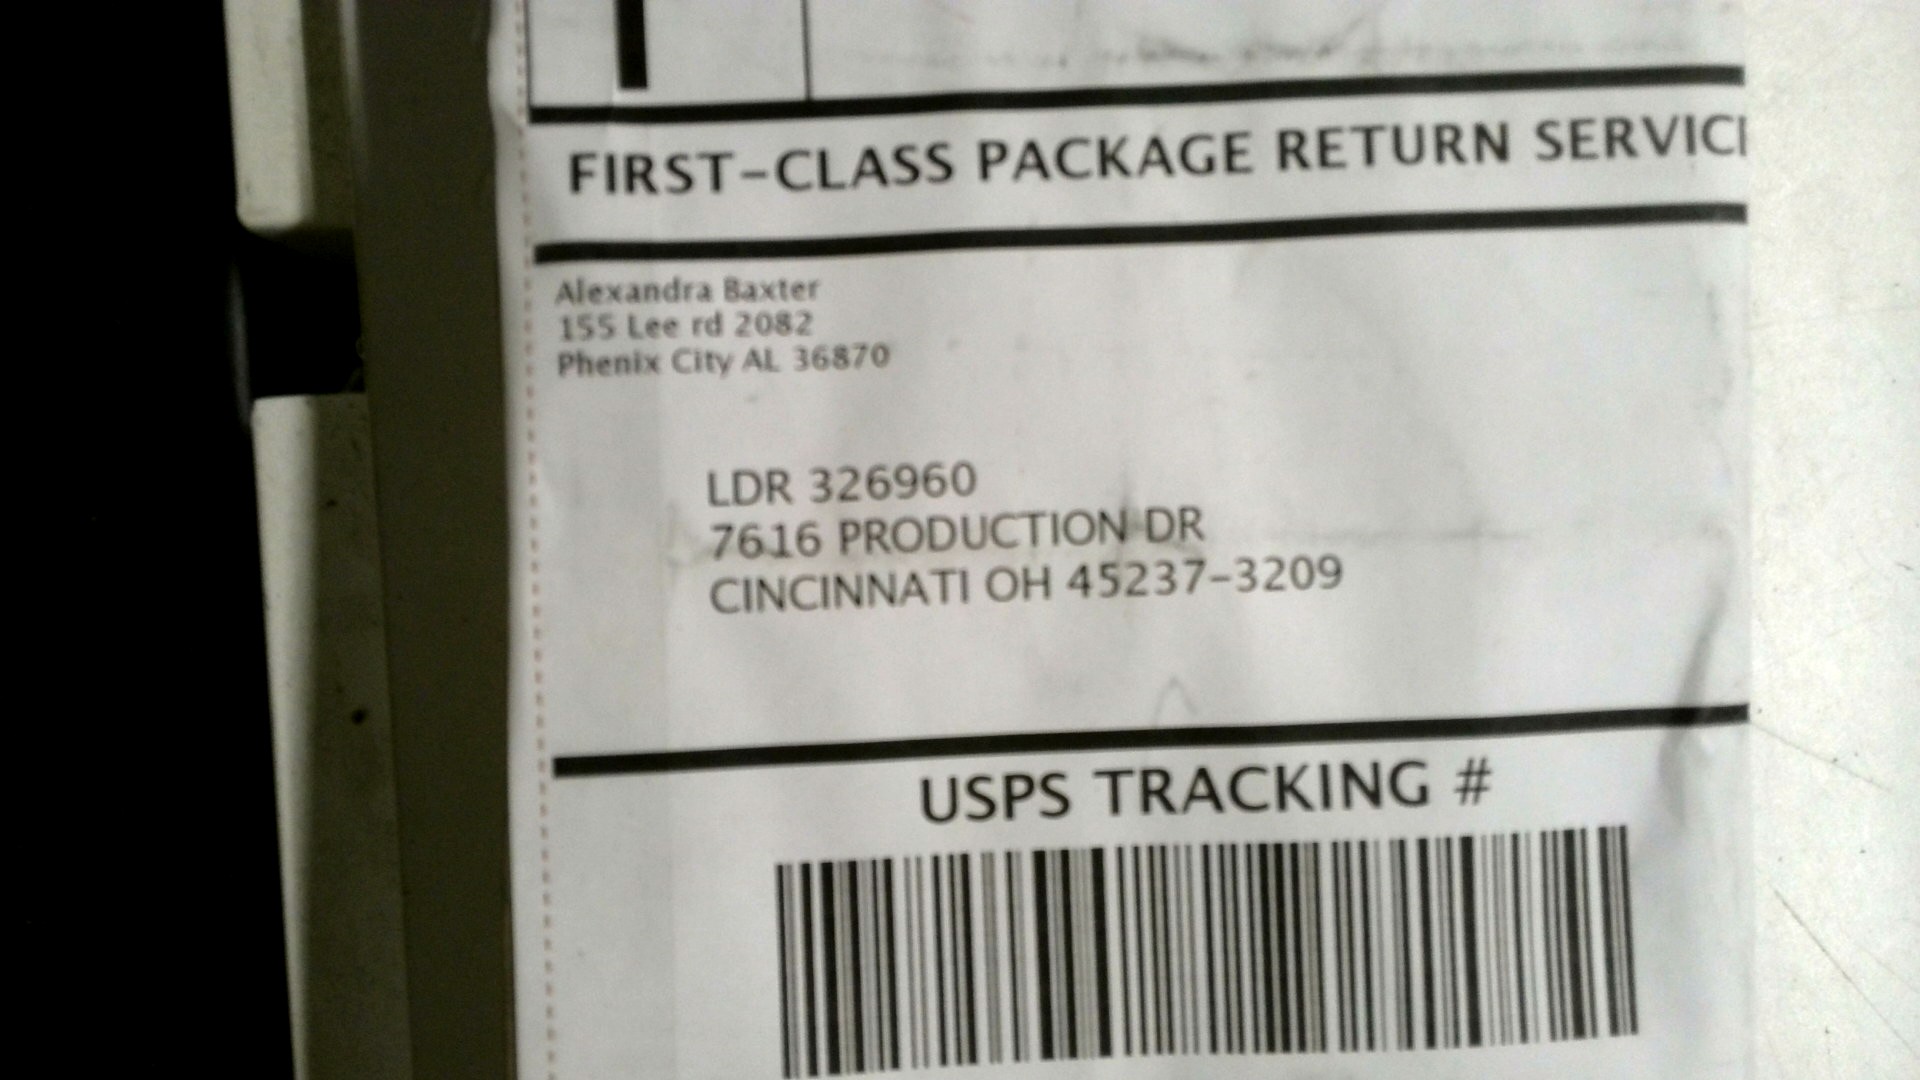 FIRST-CLASS PACKAGE RETURN SERVIC
Alexandra Baxter
155 Lee rd 2082
Phenix City AL 36870
LDR 326960
7616 PRODUCTION DR
CINCINNATI OH 45237-3209
USPS TRACKING #